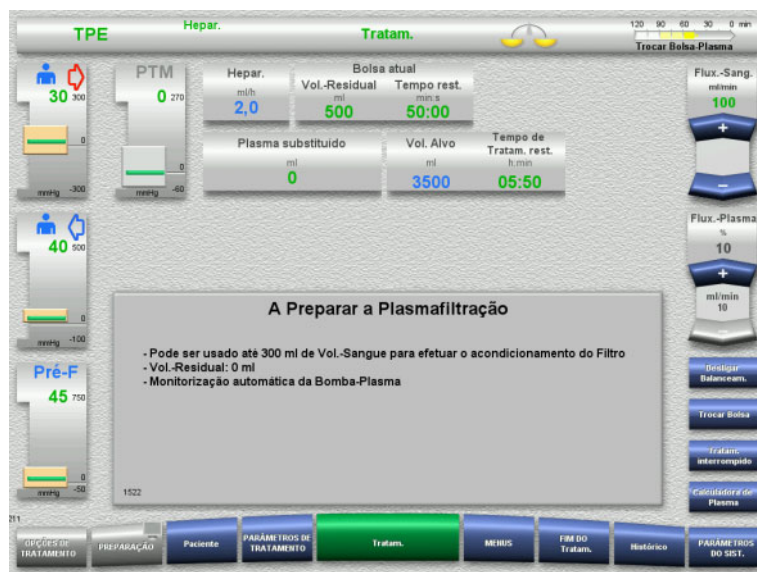 TPE
Hepar.
Tratam.
120 90 60 30 0 min
Trocar Bolsa-Plasma
30 300
0
mmHg -300
PTM
0 270
0
mmHg -60
Hepar.
ml/h
2,0
Bolsa atual
Vol.-Residual Tempo rest.
ml min:s
500 50:00
Plasma substituído
ml
0
Vol. Alvo
ml
3500
Tempo de
Tratam. rest.
h:min
05:50
Flux.-Sang.
ml/min
100
+
–
40 500
0
mmHg -100
Flux.-Plasma
%
10
+
ml/min
10
–
Pré-F
45 750
0
mmHg -50
A Preparar a Plasmafiltração
- Pode ser usado até 300 ml de Vol.-Sangue para efetuar o acondicionamento do Filtro
- Vol.-Residual: 0 ml
- Monitorização automática da Bomba-Plasma
1522
Desligar
Balanceam.
Trocar Bolsa
Tratam.
interrompido
Calculadora de
Plasma
211
OPÇÕES DE
TRATAMENTO
PREPARAÇÃO
Paciente
PARÂMETROS DE
TRATAMENTO
Tratam.
MENUS
FIM DO
Tratam.
Histórico
PARÂMETROS
DO SIST.